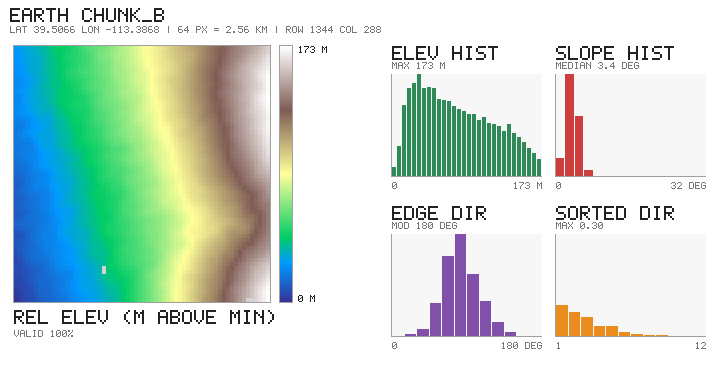 EARTH CHUNK_B
LAT 39.5066 LON -113.3868 | 64 PX = 2.56 KM | ROW 1344 COL 288
173 M
0 M
REL ELEV (M ABOVE MIN)
VALID 100%
ELEV HIST
MAX 173 M
0 173 M
SLOPE HIST
MEDIAN 3.4 DEG
0 32 DEG
EDGE DIR
MOD 180 DEG
0 180 DEG
SORTED DIR
MAX 0.30
1 12